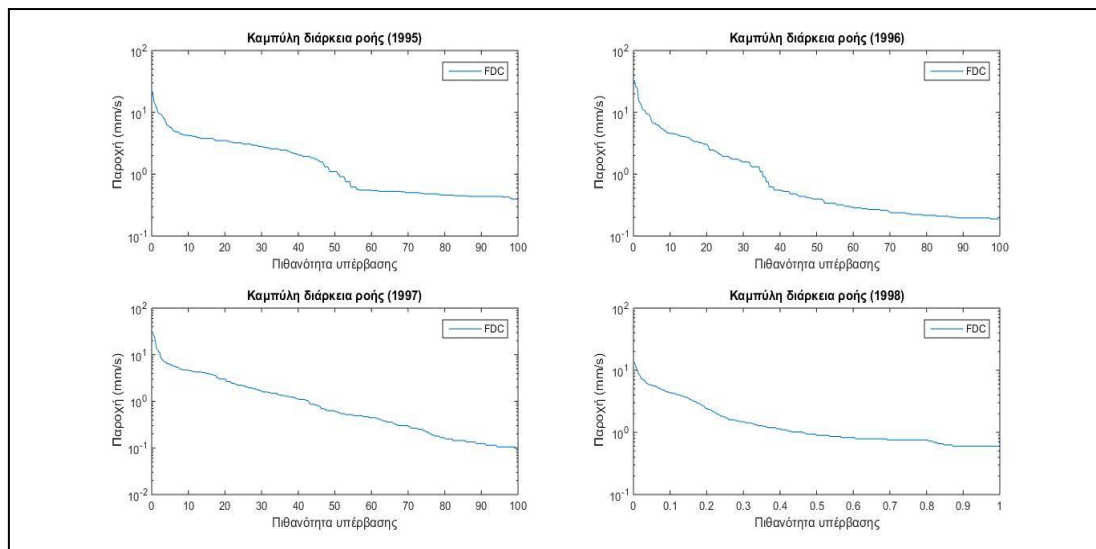 Καμπύλη διάρκεια ροής (1995)
Παροχή (mm/s)
10^2
10^1
10^0
10^-1
FDC
0 10 20 30 40 50 60 70 80 90 100
Πιθανότητα υπέρβασης
Καμπύλη διάρκεια ροής (1996)
Παροχή (mm/s)
10^2
10^1
10^0
10^-1
FDC
0 10 20 30 40 50 60 70 80 90 100
Πιθανότητα υπέρβασης
Καμπύλη διάρκεια ροής (1997)
Παροχή (mm/s)
10^2
10^1
10^0
10^-1
10^-2
FDC
0 10 20 30 40 50 60 70 80 90 100
Πιθανότητα υπέρβασης
Καμπύλη διάρκεια ροής (1998)
Παροχή (mm/s)
10^2
10^1
10^0
10^-1
FDC
0 0.1 0.2 0.3 0.4 0.5 0.6 0.7 0.8 0.9 1
Πιθανότητα υπέρβασης